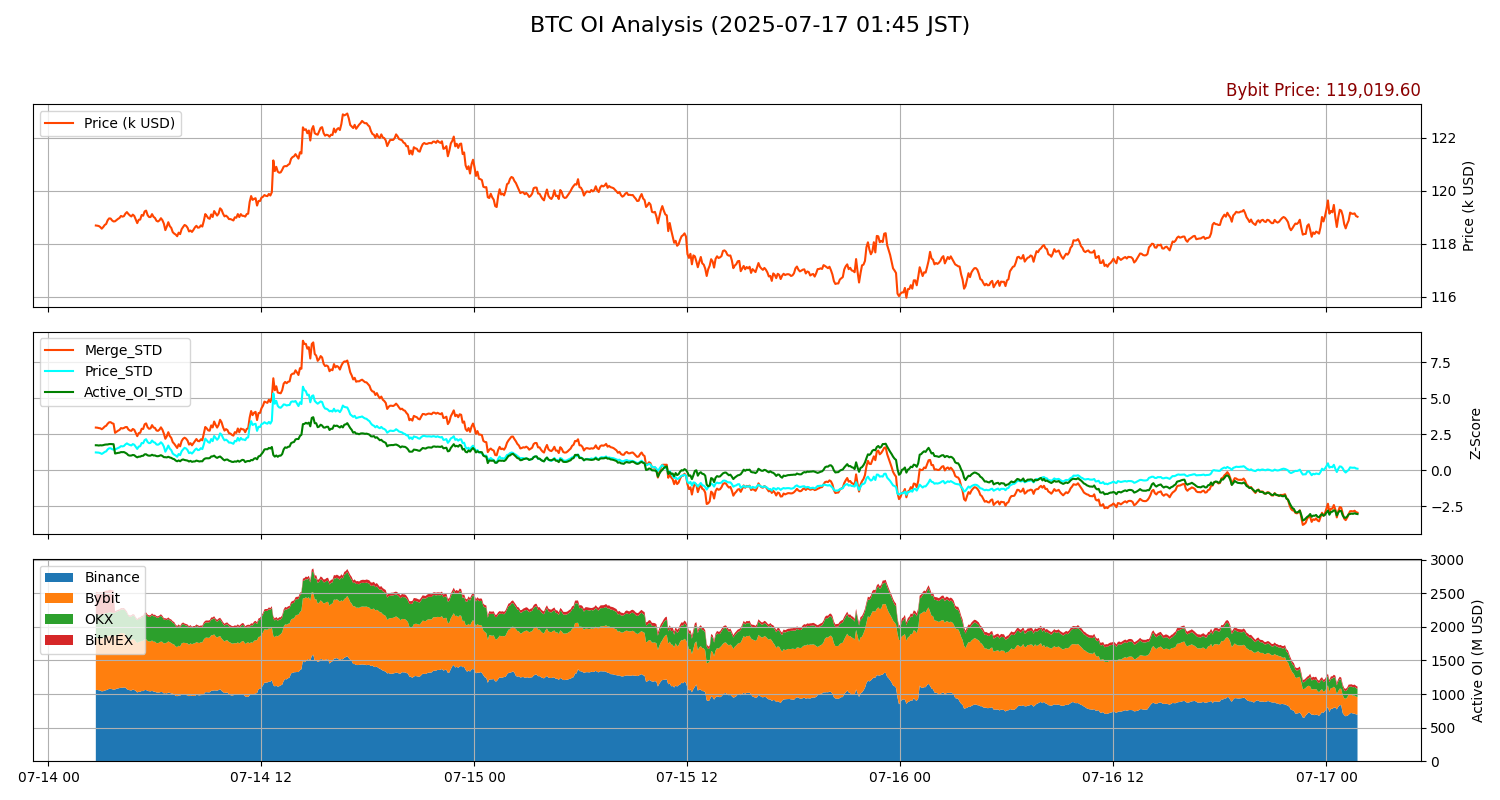 BTC OI Analysis (2025-07-17 01:45 JST)
Bybit Price: 119,019.60
Price (k USD)
122
120
118
116
Price (k USD)
Merge_STD
Price_STD
Active_OI_STD
7.5
5.0
2.5
0.0
−2.5
Z-Score
Binance
Bybit
OKX
BitMEX
3000
2500
2000
1500
1000
500
0
Active OI (M USD)
07-14 00
07-14 12
07-15 00
07-15 12
07-16 00
07-16 12
07-17 00